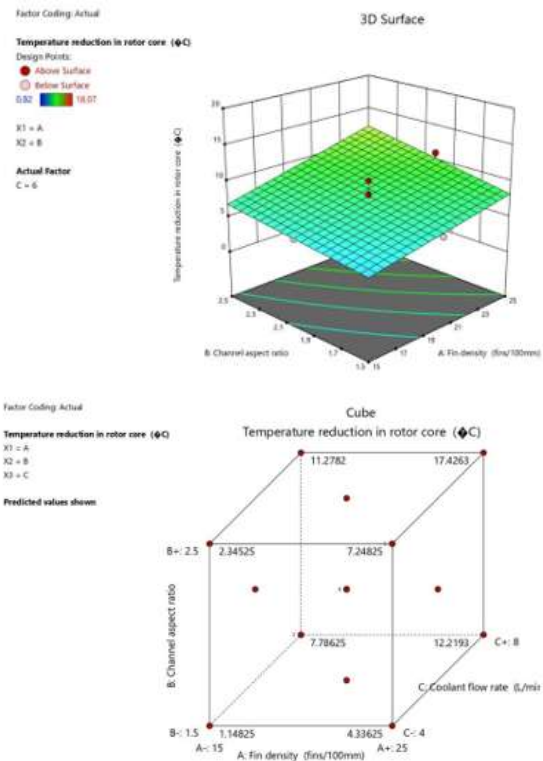 Factor Coding: Actual
3D Surface
Temperature reduction in rotor core (�C)
Design Points:
Above Surface
Below Surface
0.82 18.07
X1 = A
X2 = B
Actual Factor
C = 6
Temperature reduction in rotor core (�C)
20
15
10
5
0
2.5
2.3
2.1
1.9
1.7
1.5
15
17
19
21
23
25
B: Channel aspect ratio
A: Fin density (fins/100mm)
Factor Coding: Actual
Cube
Temperature reduction in rotor core (�C)
Temperature reduction in rotor core (�C)
X1 = A
X2 = B
X3 = C
Predicted values shown
11.2782
17.4263
B+: 2.5
2.34525
7.24825
B: Channel aspect ratio
7.78625
12.2193
C+: 8
C: Coolant flow rate (L/min
B-: 1.5
1.14825
4.33625
C-: 4
A-: 15
A+: 25
A: Fin density (fins/100mm)